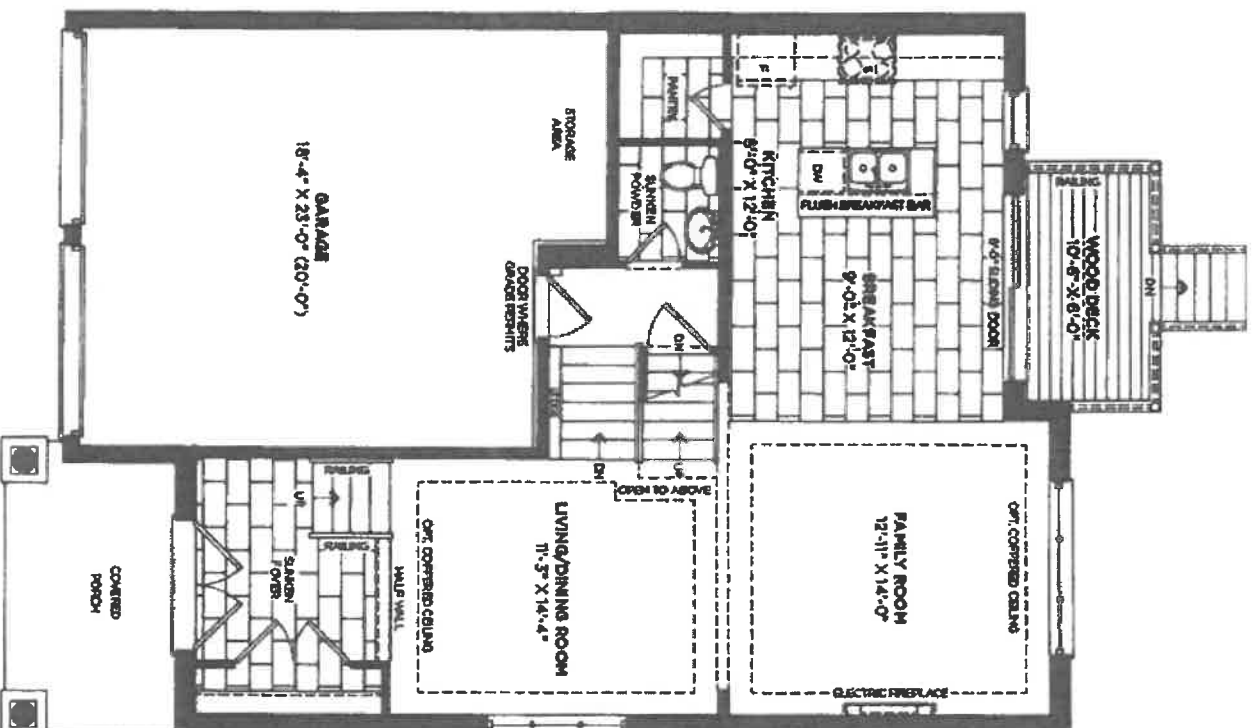 GARAGE
18'-4" X 23'-0" (20'-0")
STORAGE
AREA
PANTRY
SUNKEN
POWDER
KITCHEN
8'-0" X 12'-0"
F
DW
FLUSH BREAKFAST BAR
BREAKFAST
9'-0" X 12'-0"
6'-0" SLIDING DOOR
RAILING
WOOD DECK
10'-6" X 6'-0"
DN
DOOR WHERE
GRADE PERMITS
DN
DN
UP
OPEN TO ABOVE
FAMILY ROOM
12'-11" X 14'-0"
OPT. COFFERED CEILING
ELECTRIC FIREPLACE
LIVING/DINING ROOM
11'-3" X 14'-4"
OPT. COFFERED CEILING
HALF WALL
RAILING
UP
RAILING
SUNKEN
FOYER
COVERED
PORCH